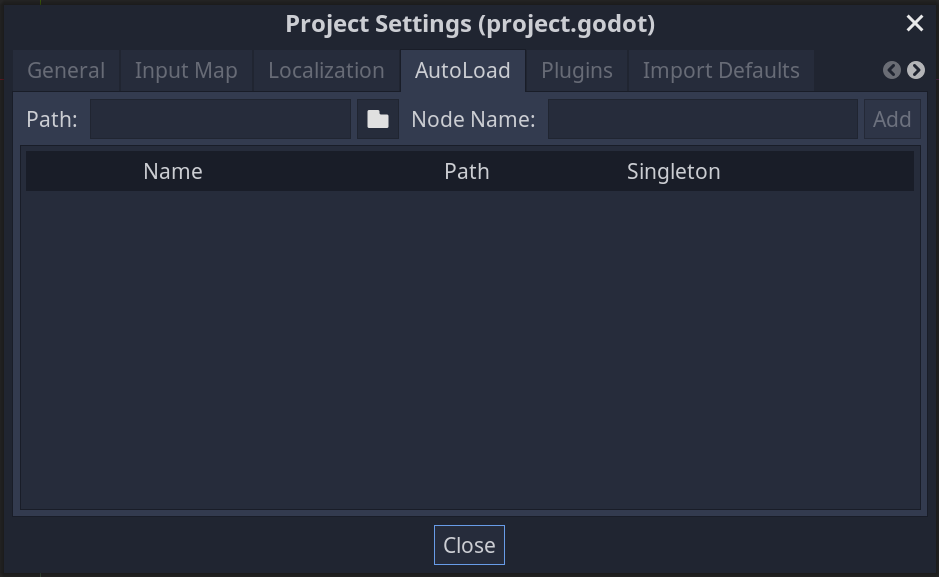 Project Settings (project.godot)
General Input Map Localization AutoLoad Plugins Import Defaults
Path: Node Name: Add
Name Path Singleton
Close